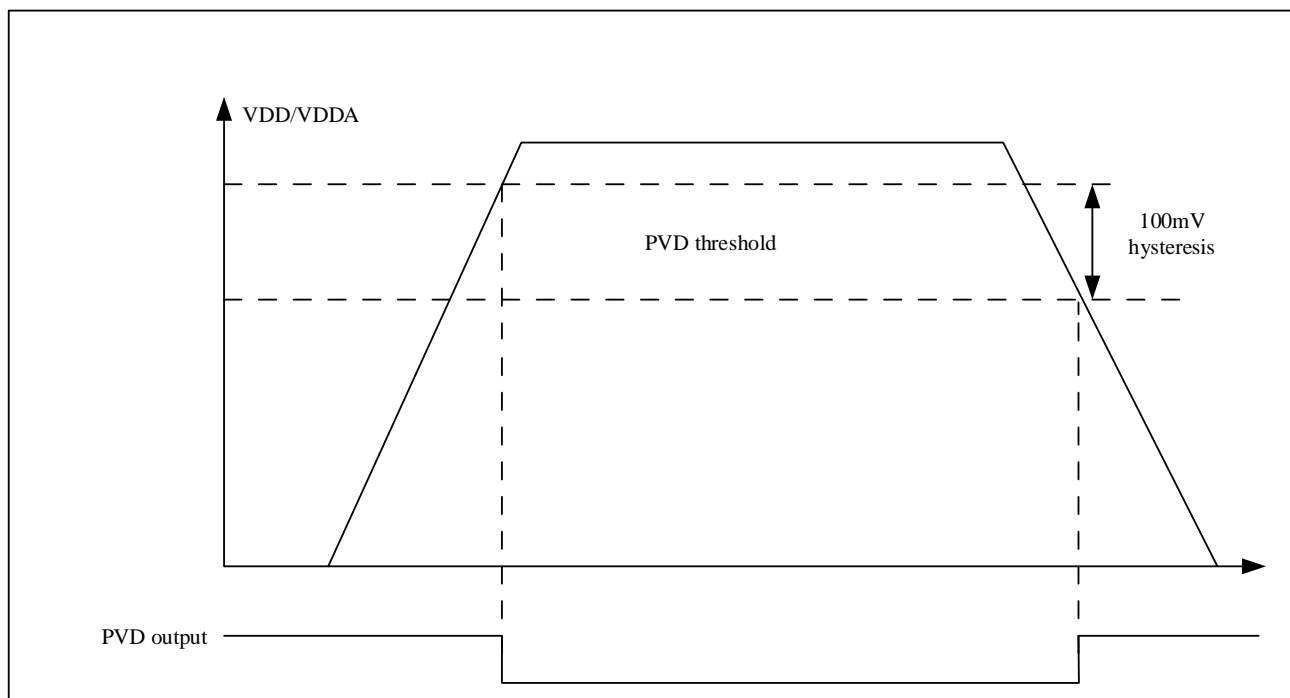 VDD/VDDA
PVD threshold
100mV
hysteresis
PVD output